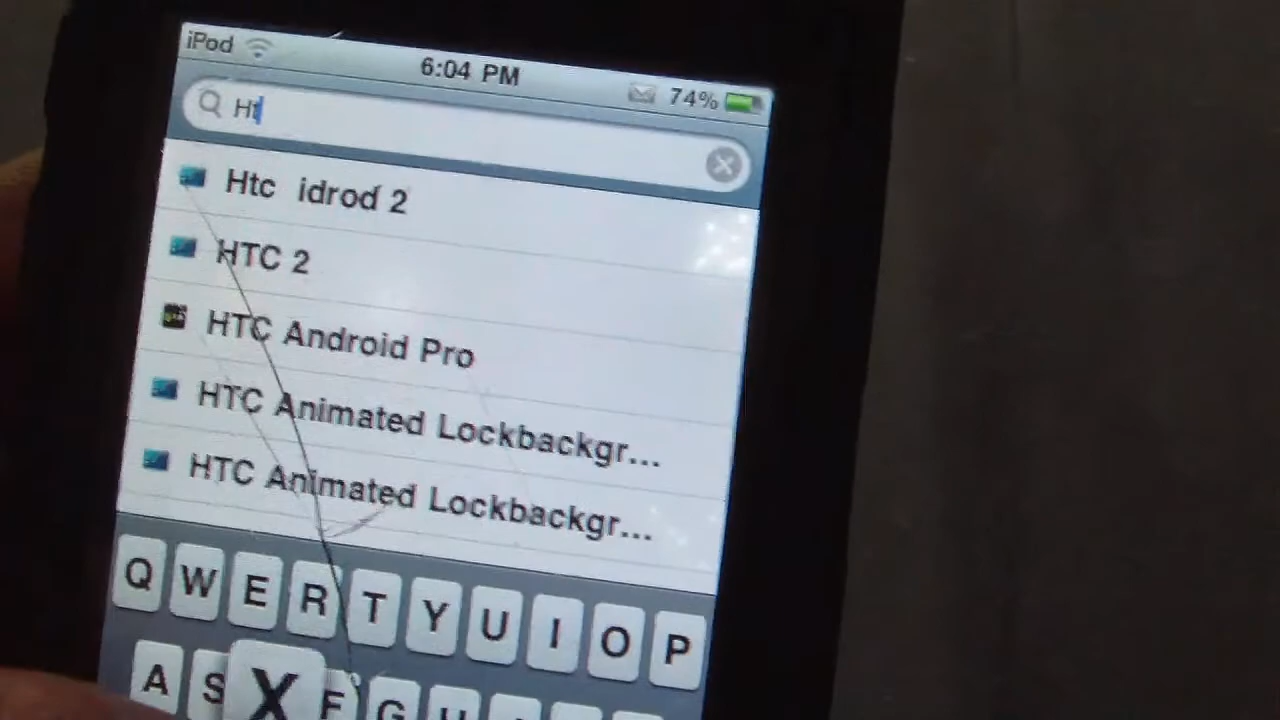 iPod 6:04 PM 74%
Ht
Htc idrod 2
HTC 2
HTC Android Pro
HTC Animated Lockbackgr...
HTC Animated Lockbackgr...
Q W E R T Y U I O P
A S X F G